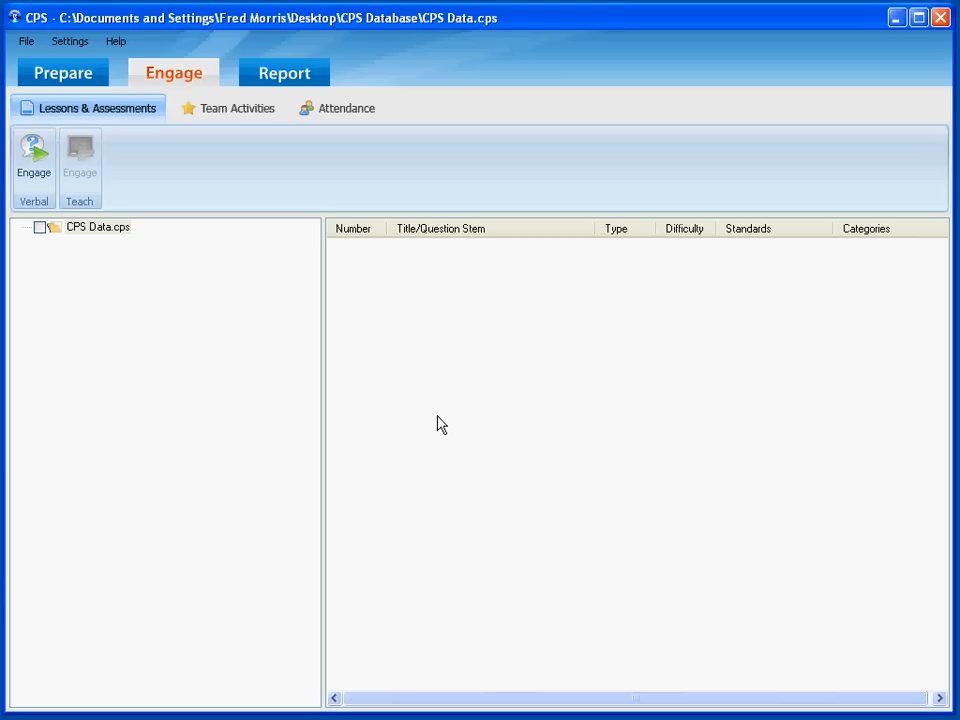 CPS - C:\Documents and Settings\Fred Morris\Desktop\CPS Database\CPS Data.cps
File Settings Help
Prepare Engage Report
Lessons & Assessments Team Activities Attendance
Engage Engage
Verbal Teach
CPS Data.cps
Number Title/Question Stem Type Difficulty Standards Categories